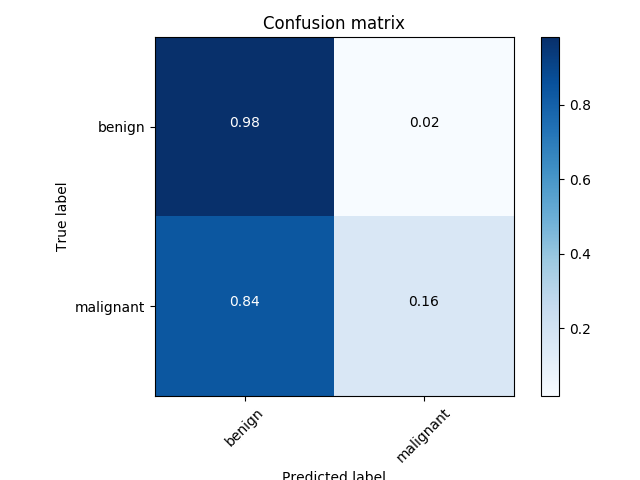 Confusion matrix
True label
benign
malignant
0.98
0.02
0.84
0.16
benign
malignant
Predicted label
0.8
0.6
0.4
0.2